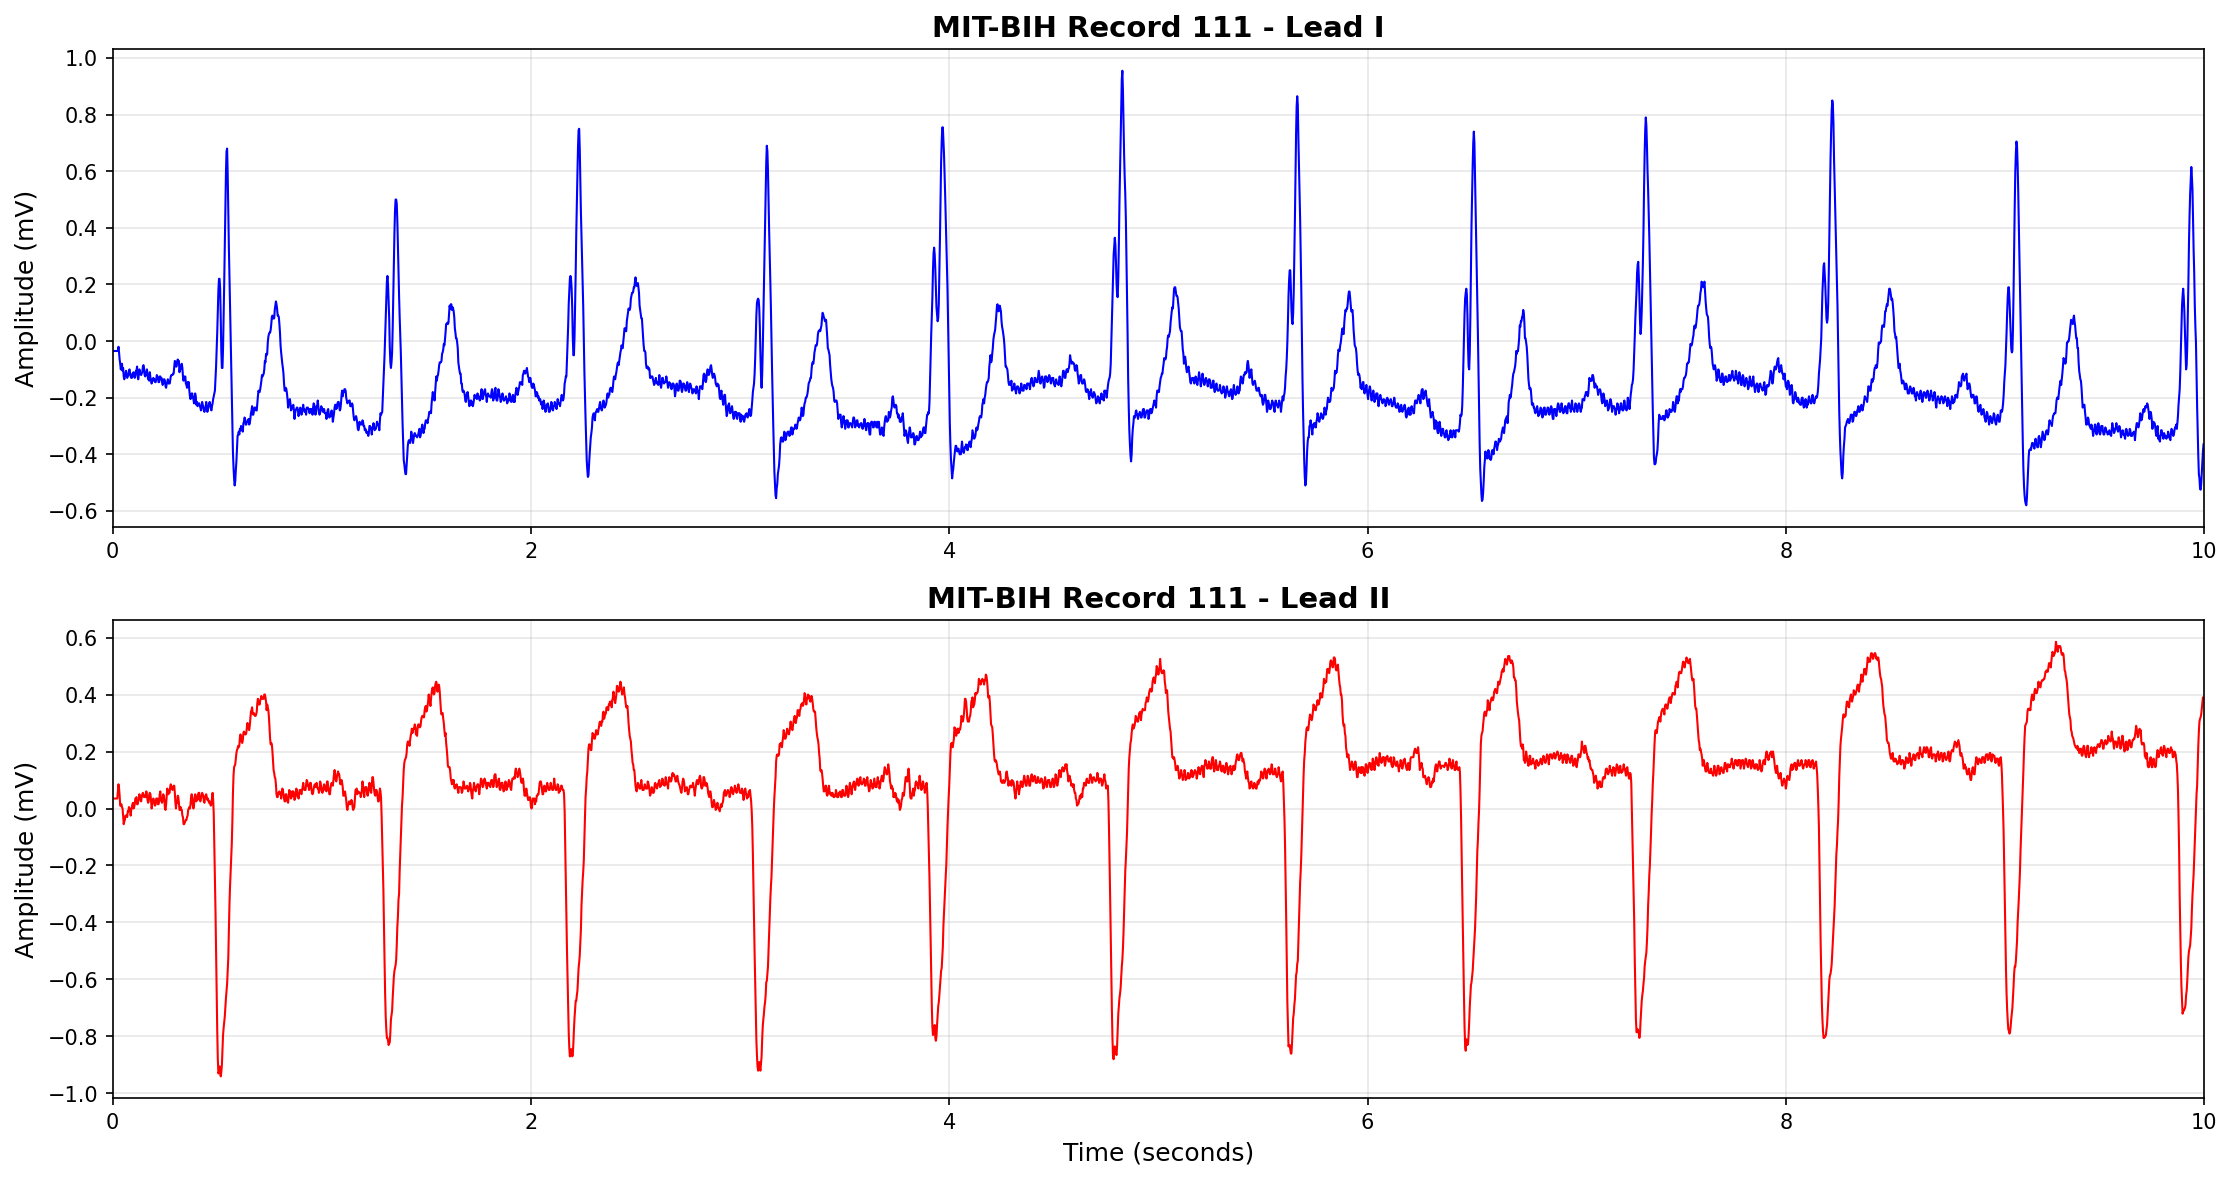 MIT-BIH Record 111 - Lead I
Amplitude (mV)
1.0
0.8
0.6
0.4
0.2
0.0
−0.2
−0.4
−0.6
0 2 4 6 8 10
MIT-BIH Record 111 - Lead II
Amplitude (mV)
0.6
0.4
0.2
0.0
−0.2
−0.4
−0.6
−0.8
−1.0
0 2 4 6 8 10
Time (seconds)